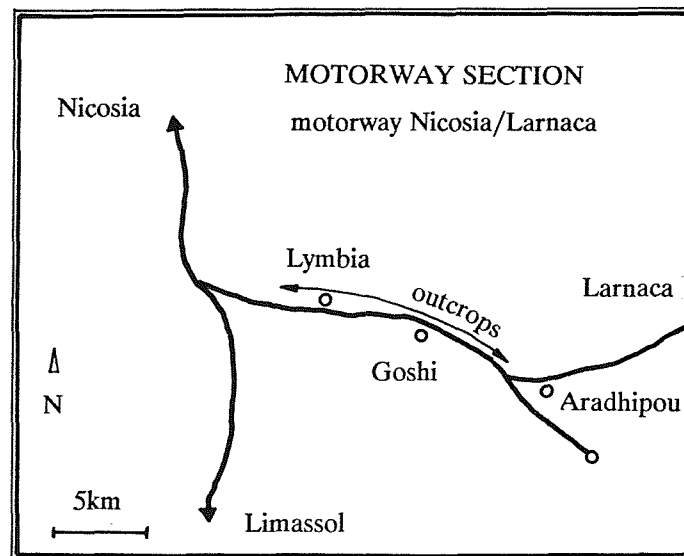 MOTORWAY SECTION
Nicosia
motorway Nicosia/Larnaca
Lymbia
outcrops
Larnaca
Goshi
N
Aradhipou
5km
Limassol